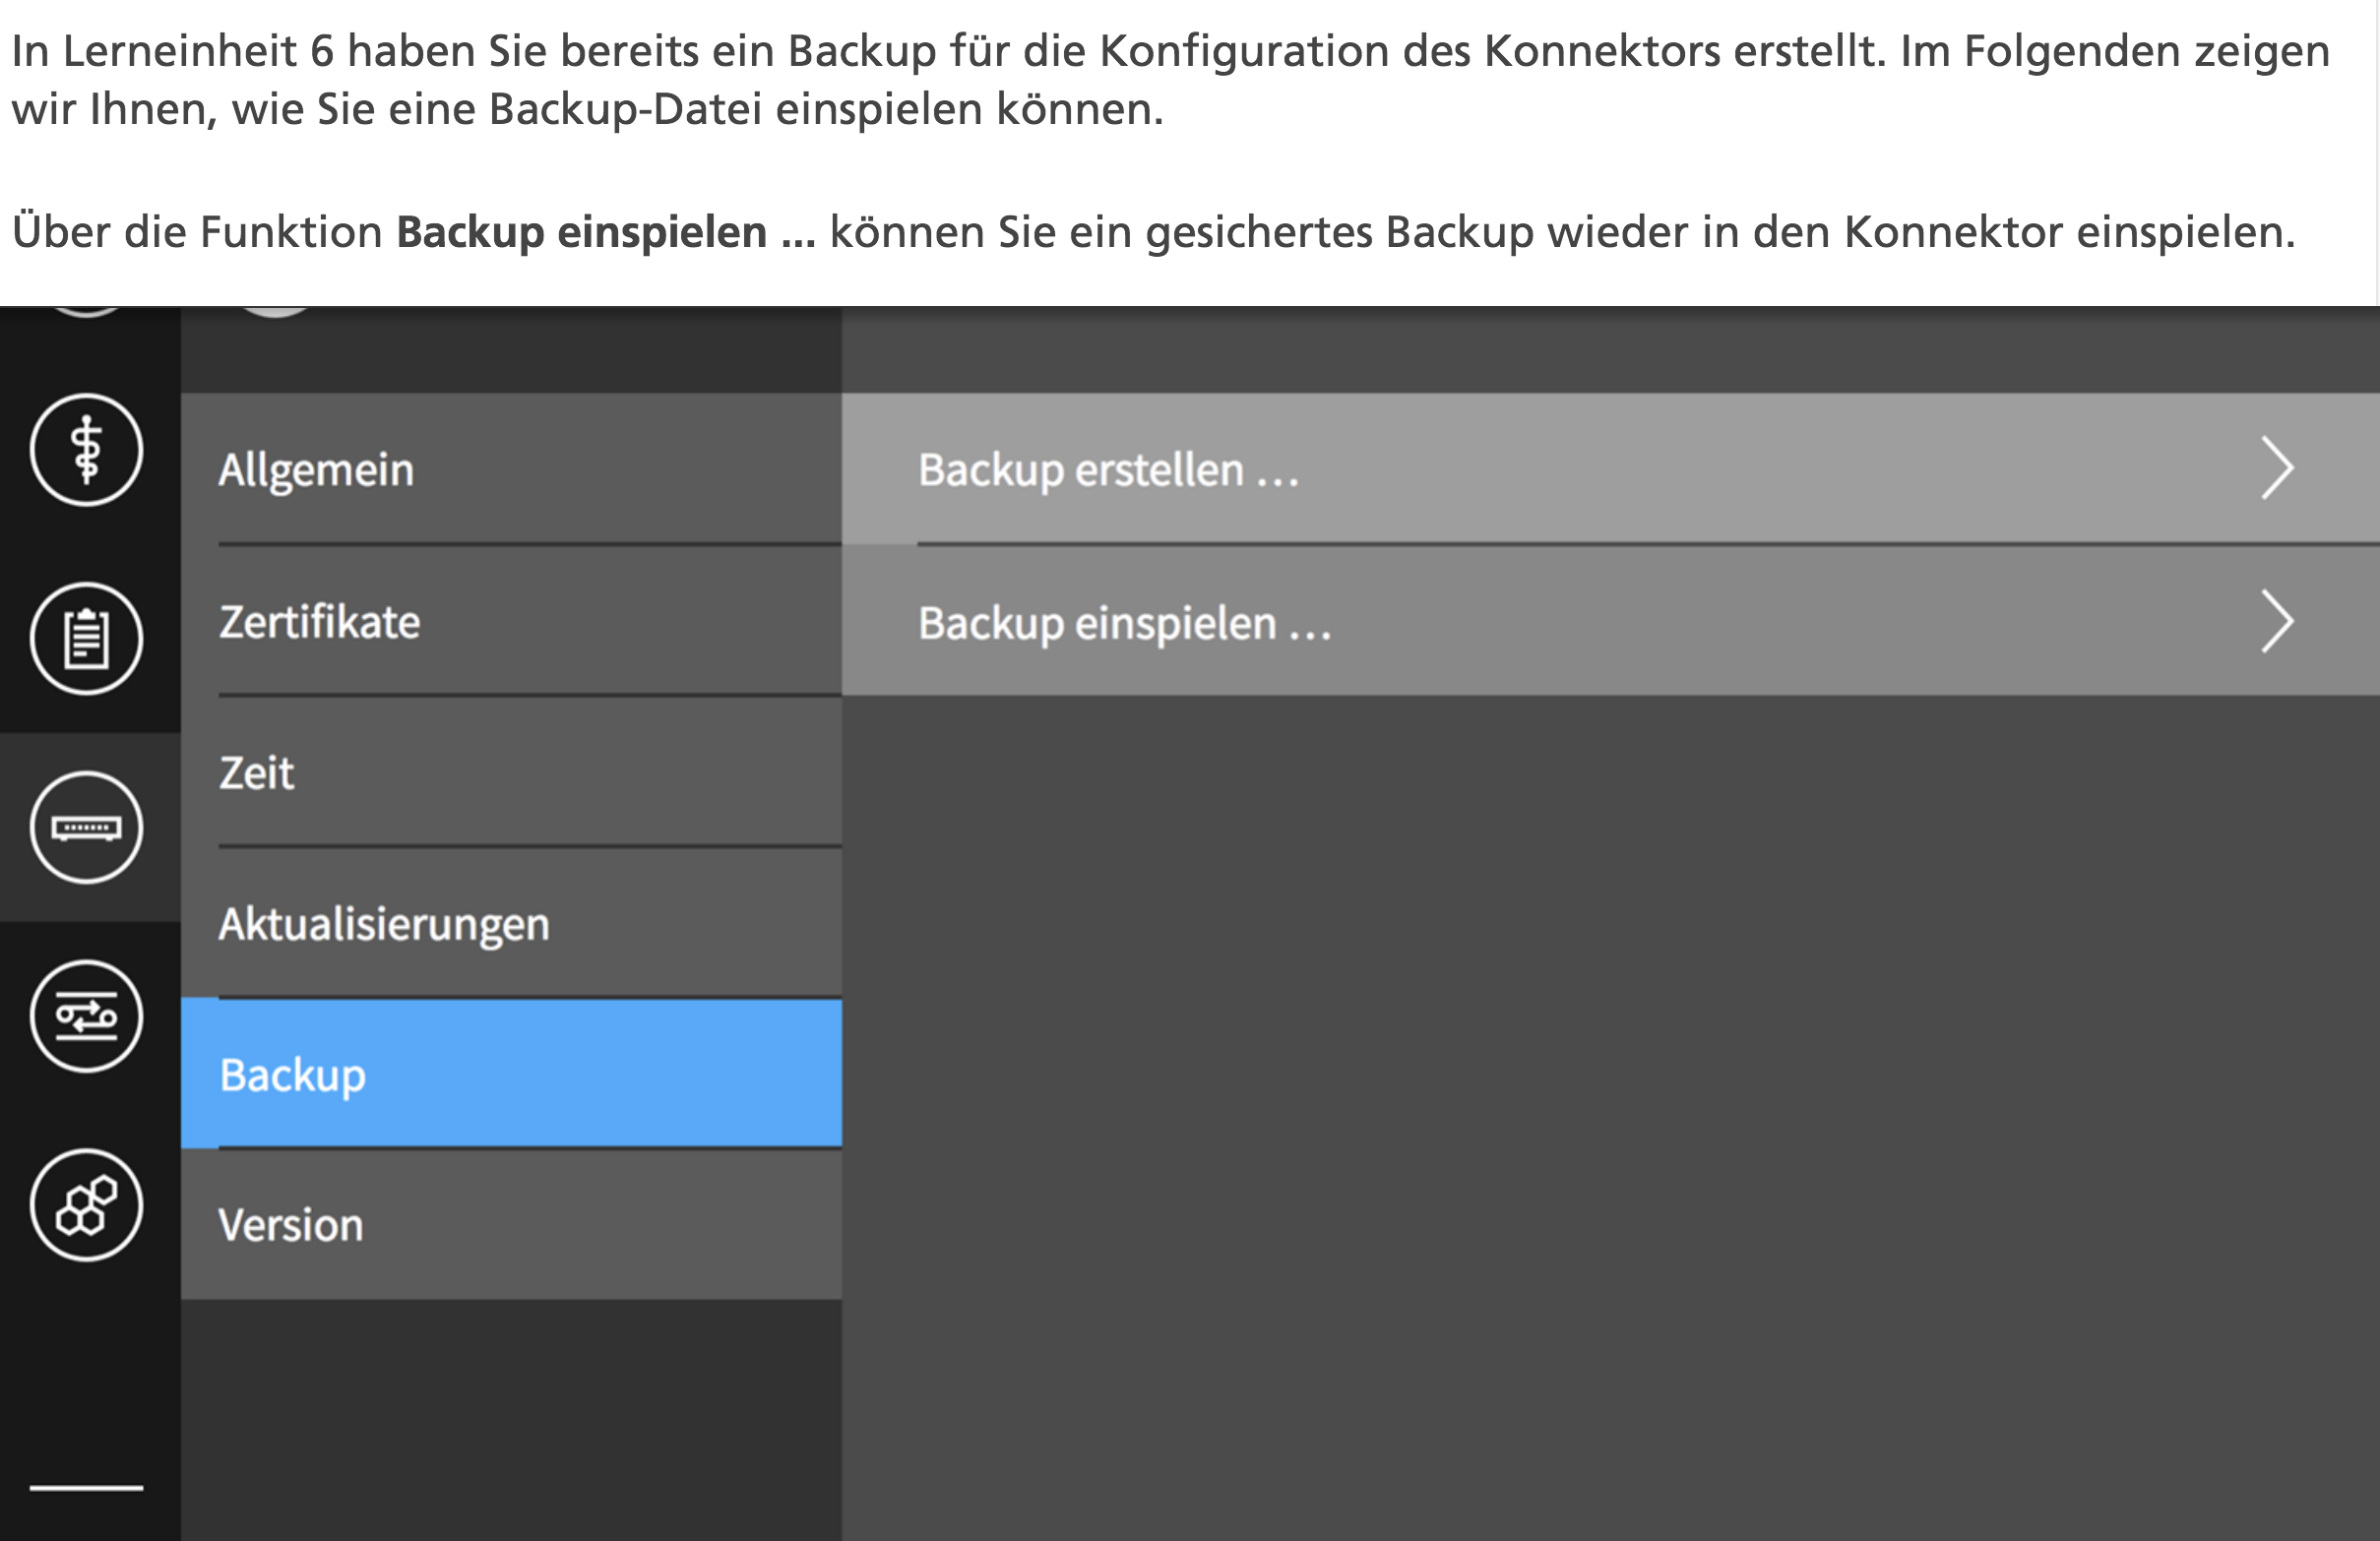 In Lerneinheit 6 haben Sie bereits ein Backup für die Konfiguration des Konnektors erstellt. Im Folgenden zeigen
wir Ihnen, wie Sie eine Backup-Datei einspielen können.
Über die Funktion Backup einspielen ... können Sie ein gesichertes Backup wieder in den Konnektor einspielen.
Allgemein
Zertifikate
Zeit
Aktualisierungen
Backup
Version
Backup erstellen ...
Backup einspielen ...